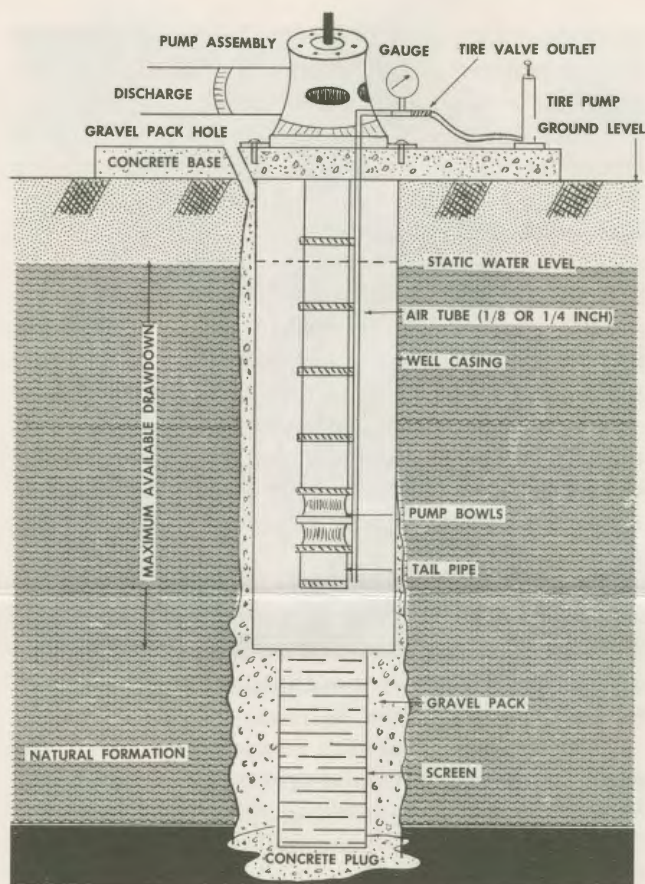 PUMP ASSEMBLY
GAUGE
TIRE VALVE OUTLET
DISCHARGE
TIRE PUMP
GRAVEL PACK HOLE
GROUND LEVEL
CONCRETE BASE
STATIC WATER LEVEL
AIR TUBE (1/8 OR 1/4 INCH)
WELL CASING
MAXIMUM AVAILABLE DRAWDOWN
PUMP BOWLS
TAIL PIPE
GRAVEL PACK
NATURAL FORMATION
SCREEN
CONCRETE PLUG